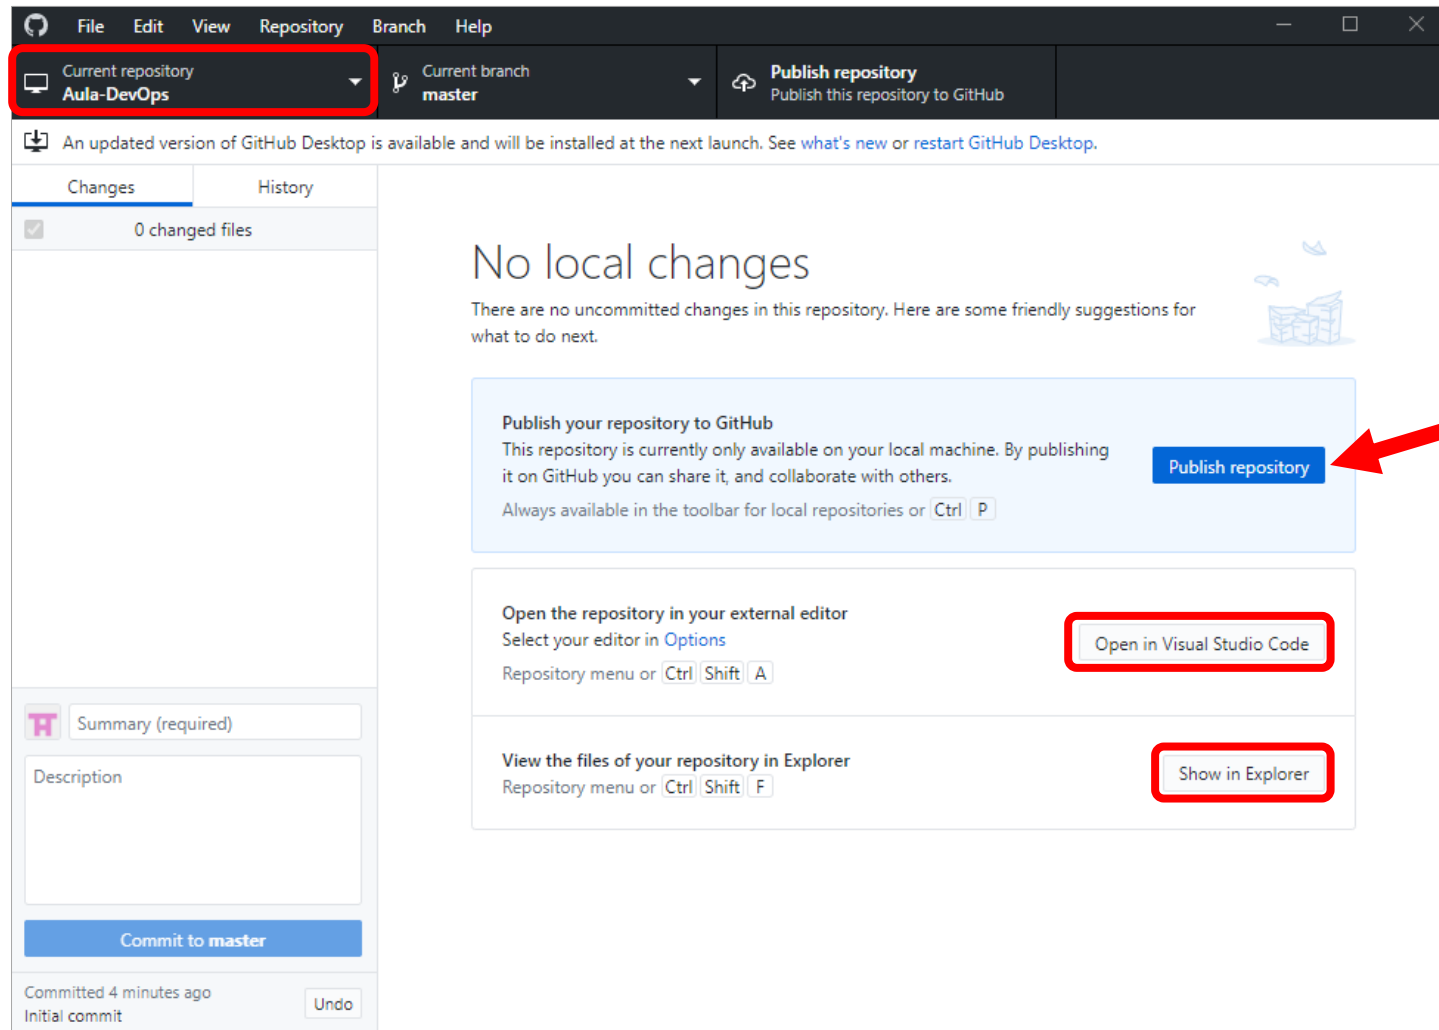 File Edit View Repository Branch Help
Current repository
Aula-DevOps
Current branch
master
Publish repository
Publish this repository to GitHub
An updated version of GitHub Desktop is available and will be installed at the next launch. See what's new or restart GitHub Desktop.
Changes History
0 changed files
No local changes
There are no uncommitted changes in this repository. Here are some friendly suggestions for
what to do next.
Publish your repository to GitHub
This repository is currently only available on your local machine. By publishing
it on GitHub you can share it, and collaborate with others.
Always available in the toolbar for local repositories or Ctrl P
Publish repository
Open the repository in your external editor
Select your editor in Options
Repository menu or Ctrl Shift A
Open in Visual Studio Code
View the files of your repository in Explorer
Repository menu or Ctrl Shift F
Show in Explorer
Summary (required)
Description
Commit to master
Committed 4 minutes ago
Initial commit
Undo